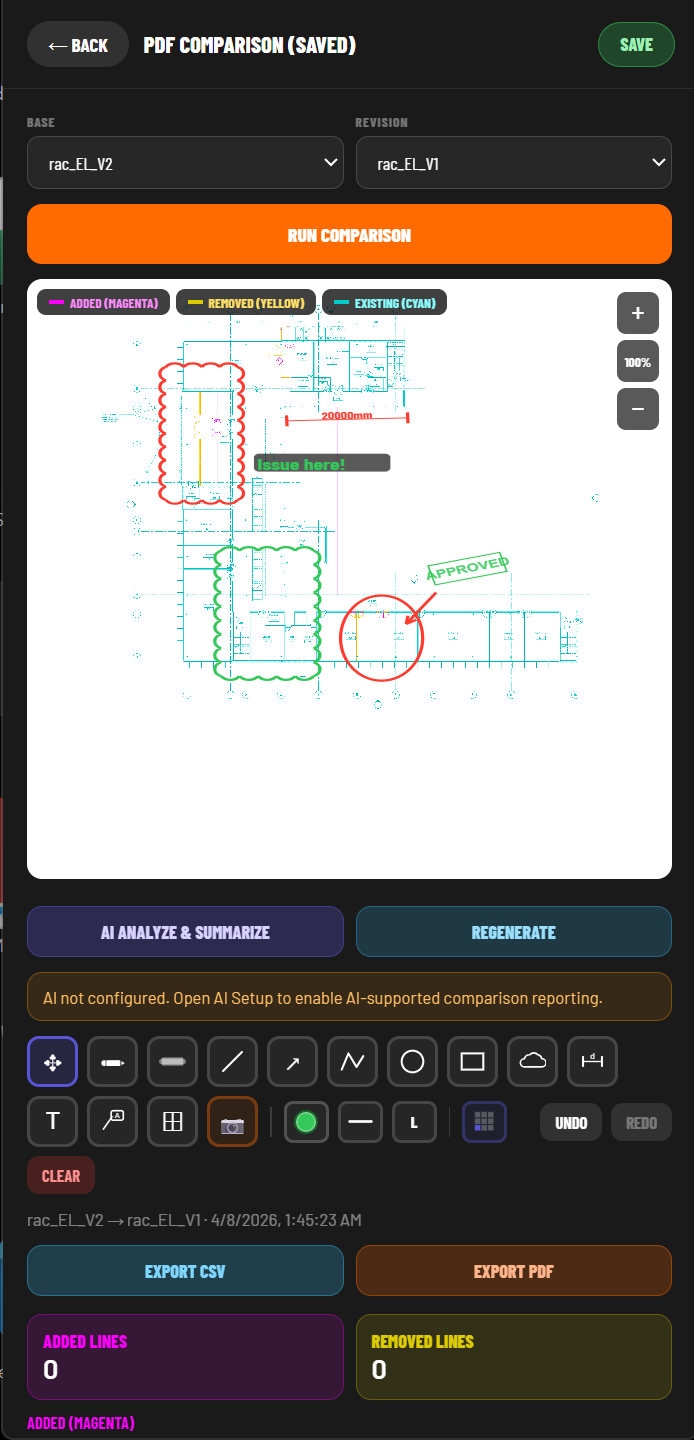 ← BACK PDF COMPARISON (SAVED) SAVE
BASE REVISION
rac_EL_V2 rac_EL_V1
RUN COMPARISON
ADDED (MAGENTA) REMOVED (YELLOW) EXISTING (CYAN) +
100%
−
20000mm
Issue here!
APPROVED
AI ANALYZE & SUMMARIZE REGENERATE
AI not configured. Open AI Setup to enable AI-supported comparison reporting.
d
T A L UNDO REDO
CLEAR
rac_EL_V2 → rac_EL_V1 · 4/8/2026, 1:45:23 AM
EXPORT CSV EXPORT PDF
ADDED LINES REMOVED LINES
0 0
ADDED (MAGENTA)